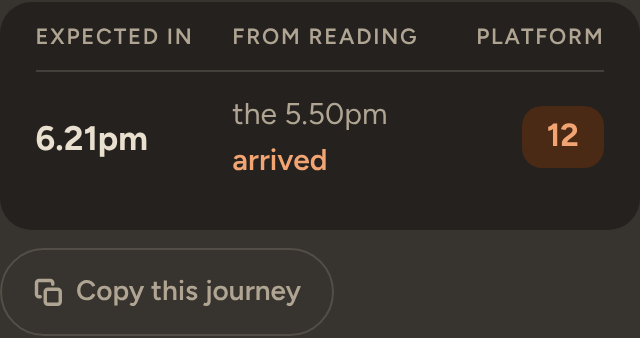 EXPECTED IN FROM READING PLATFORM
6.21pm the 5.50pm 12
arrived
Copy this journey